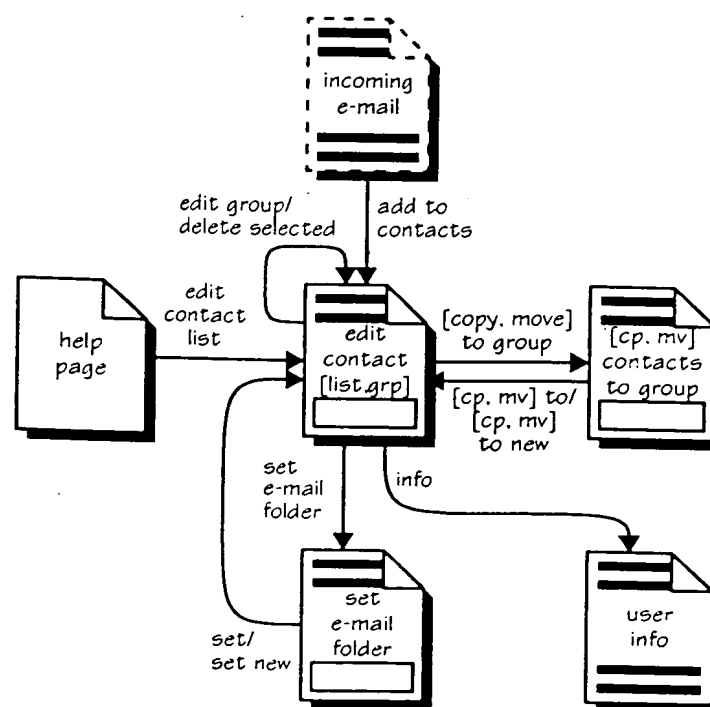 incoming
e-mail
edit group/
delete selected
add to
contacts
help
page
edit
contact
list
edit
contact
[list.grp]
[copy. move]
to group
[cp. mv]
contacts
to group
[cp. mv] to/
[cp. mv]
to new
set
e-mail
folder
info
set/
set new
set
e-mail
folder
user
info